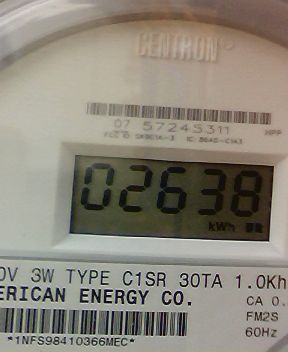 CENTRON®
07 57245311 HPP
02638
kWh
0V 3W TYPE C1SR 30TA 1.0Kh
ERICAN ENERGY CO. CA 0.
FM2S
60Hz
*1NFS98410366MEC*